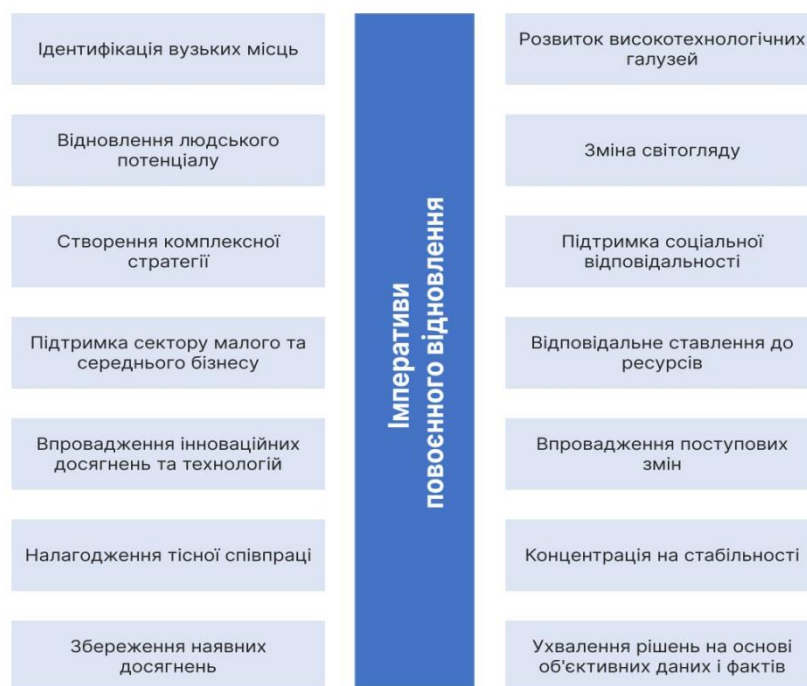 Ідентифікація вузьких місць
Відновлення людського
потенціалу
Створення комплексної
стратегії
Підтримка сектору малого та
середнього бізнесу
Впровадження інноваційних
досягнень та технологій
Налагодження тісної співпраці
Збереження наявних
досягнень
Імперативи
повоєнного відновлення
Розвиток високотехнологічних
галузей
Зміна світогляду
Підтримка соціальної
відповідальності
Відповідальне ставлення до
ресурсів
Впровадження поступових
змін
Концентрація на стабільності
Ухвалення рішень на основі
об'єктивних даних і фактів